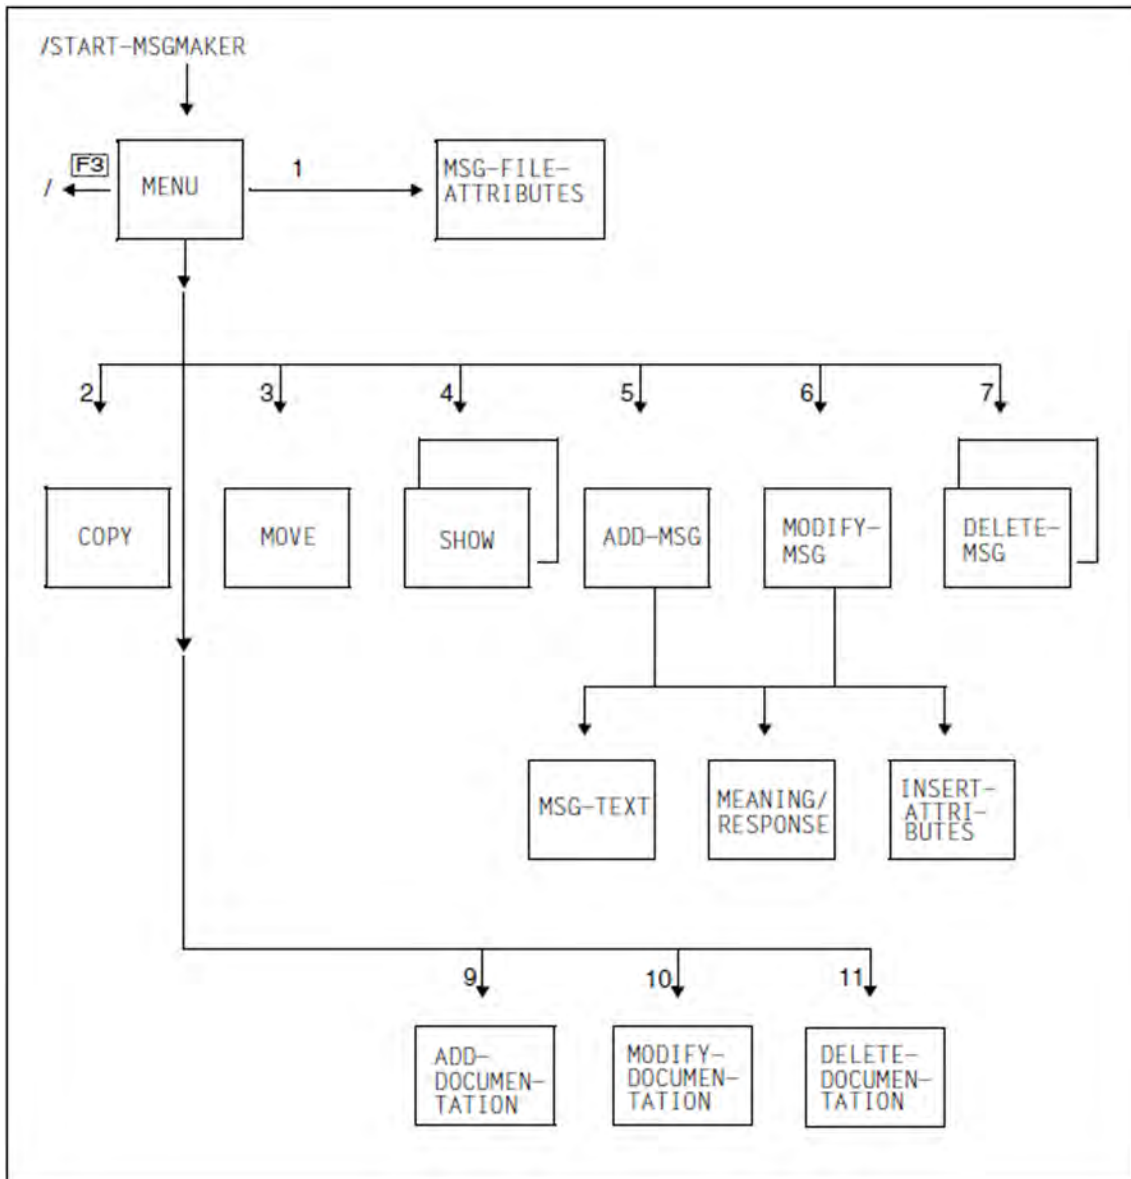 /START-MSGMAKER
F3
1
/
MENU
MSG-FILE-
ATTRIBUTES
2
3
4
5
6
7
COPY
MOVE
SHOW
ADD-MSG
MODIFY-
MSG
DELETE-
MSG
MSG-TEXT
MEANING/
RESPONSE
INSERT-
ATTRI-
BUTES
9
10
11
ADD-
DOCUMEN-
TATION
MODIFY-
DOCUMEN-
TATION
DELETE-
DOCUMEN-
TATION